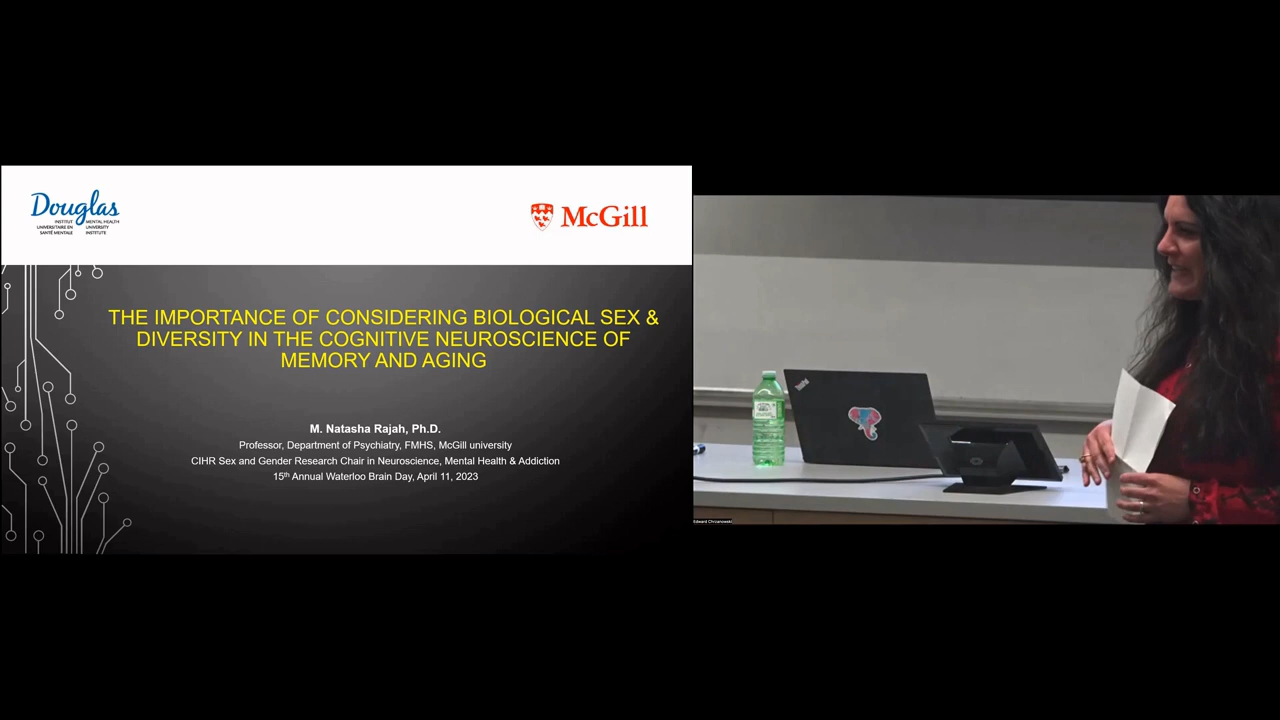 Douglas
INSTITUT
UNIVERSITAIRE EN
SANTÉ MENTALE
MENTAL HEALTH
UNIVERSITY
INSTITUTE
McGill
THE IMPORTANCE OF CONSIDERING BIOLOGICAL SEX &
DIVERSITY IN THE COGNITIVE NEUROSCIENCE OF
MEMORY AND AGING
M. Natasha Rajah, Ph.D.
Professor, Department of Psychiatry, FMHS, McGill university
CIHR Sex and Gender Research Chair in Neuroscience, Mental Health & Addiction
15th Annual Waterloo Brain Day, April 11, 2023
Edward Chrzanowski